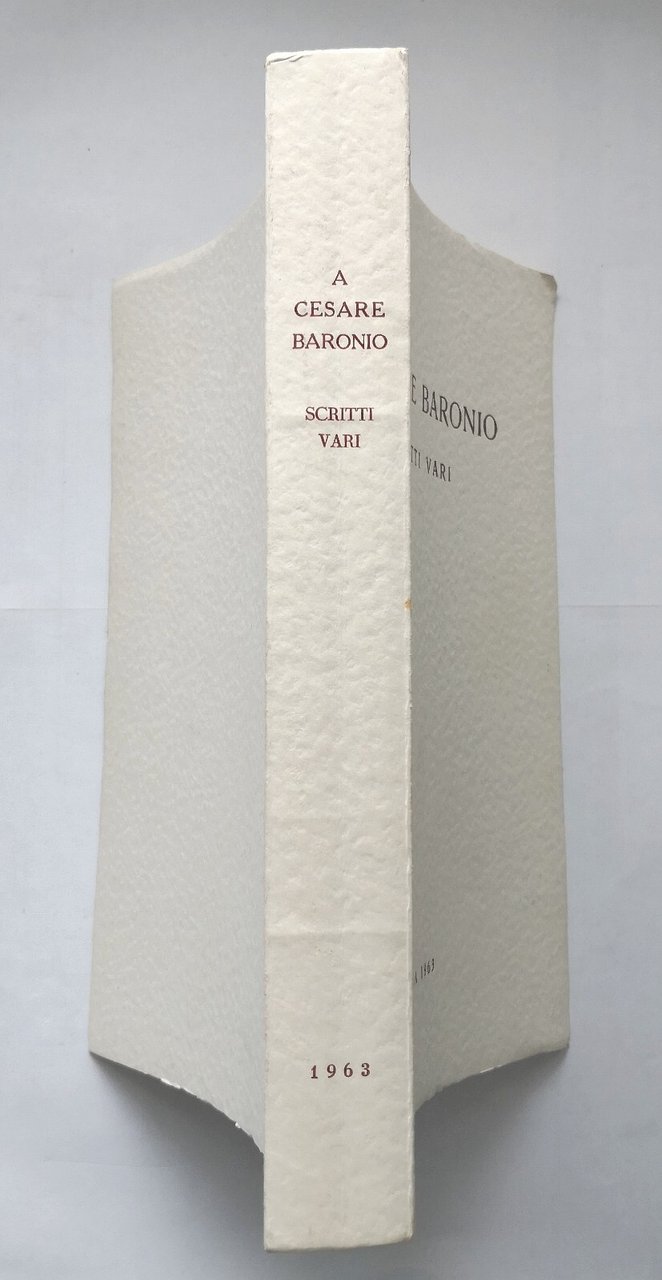 A
CESARE
BARONIO
SCRITTI
VARI
1963
E BARONIO
TTI VARI
A 1963